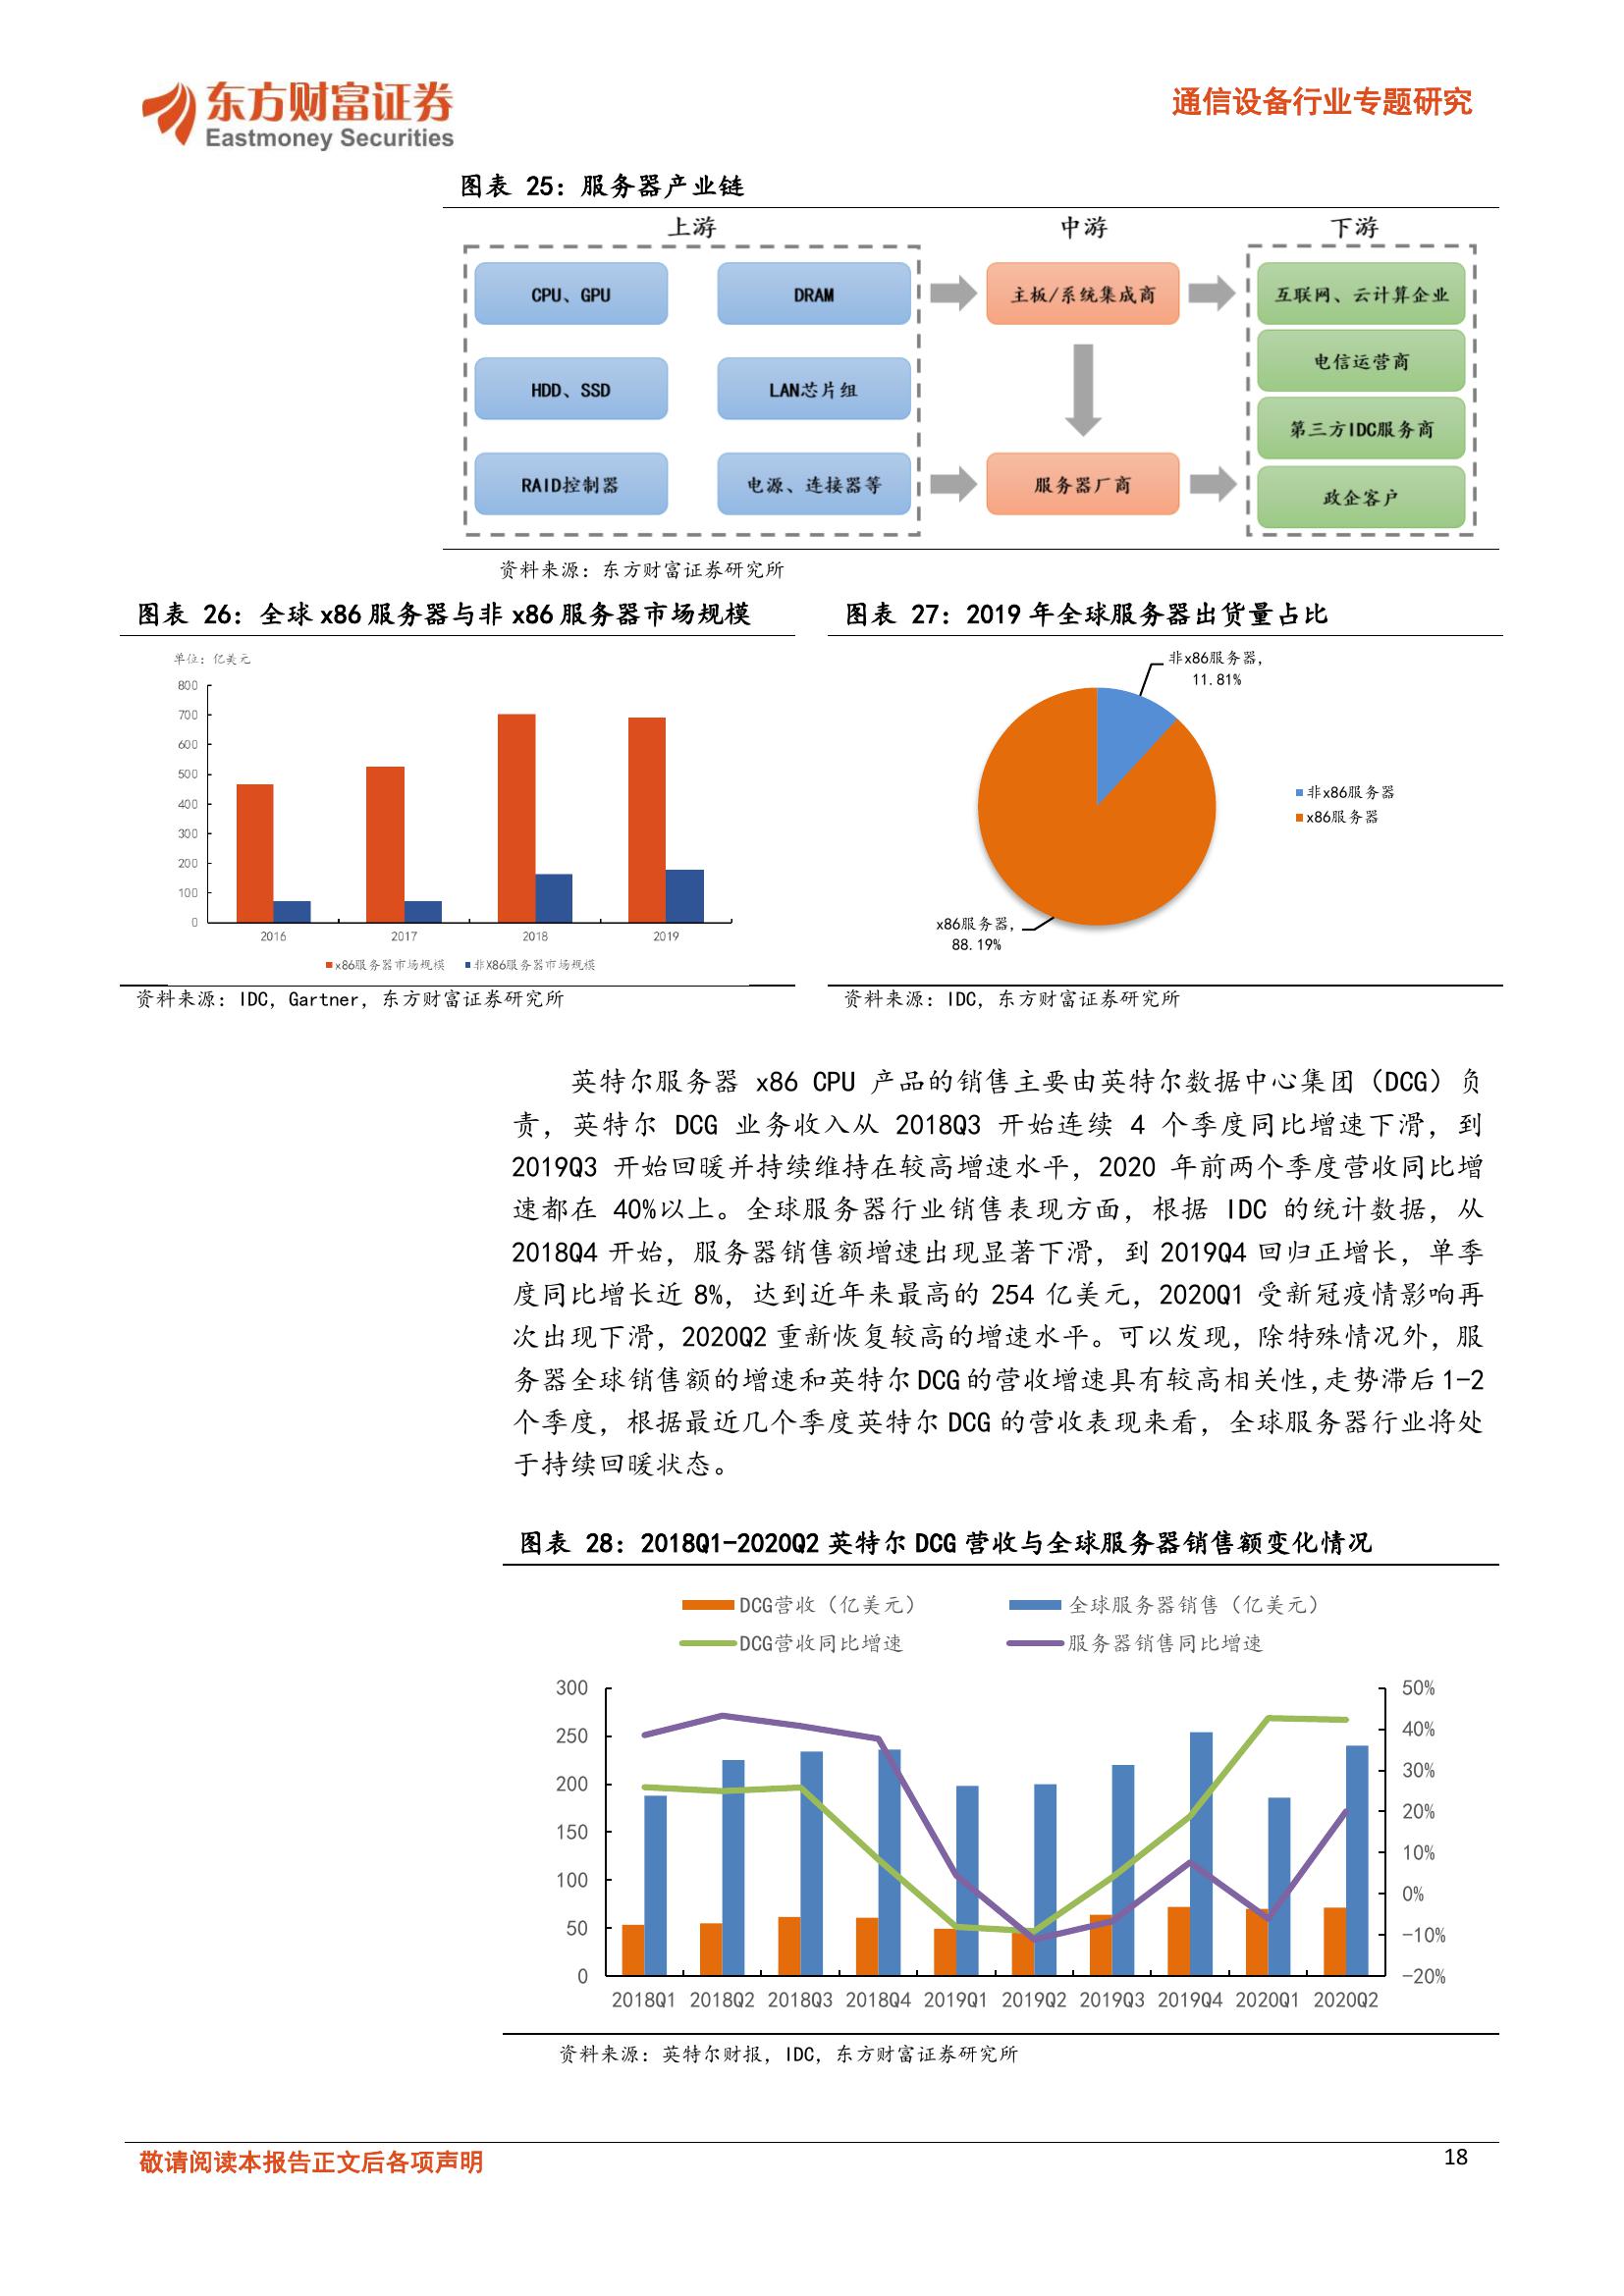 东方财富证券
Eastmoney Securities
通信设备行业专题研究
图表 25：服务器产业链
上游
中游
下游
CPU、GPU
DRAM
主板/系统集成商
互联网、云计算企业
电信运营商
HDD、SSD
LAN芯片组
第三方IDC服务商
RAID控制器
电源、连接器等
服务器厂商
政企客户
资料来源：东方财富证券研究所
图表 26：全球 x86 服务器与非 x86 服务器市场规模
单位：亿美元
800
700
600
500
400
300
200
100
0
2016
2017
2018
2019
x86服务器市场规模
非X86服务器市场规模
资料来源：IDC，Gartner，东方财富证券研究所
图表 27：2019 年全球服务器出货量占比
非x86服务器，
11.81%
非x86服务器
x86服务器
x86服务器，
88.19%
资料来源：IDC，东方财富证券研究所
英特尔服务器 x86 CPU 产品的销售主要由英特尔数据中心集团（DCG）负
责，英特尔 DCG 业务收入从 2018Q3 开始连续 4 个季度同比增速下滑，到
2019Q3 开始回暖并持续维持在较高增速水平，2020 年前两个季度营收同比增
速都在 40%以上。全球服务器行业销售表现方面，根据 IDC 的统计数据，从
2018Q4 开始，服务器销售额增速出现显著下滑，到 2019Q4 回归正增长，单季
度同比增长近 8%，达到近年来最高的 254 亿美元，2020Q1 受新冠疫情影响再
次出现下滑，2020Q2 重新恢复较高的增速水平。可以发现，除特殊情况外，服
务器全球销售额的增速和英特尔 DCG 的营收增速具有较高相关性，走势滞后 1-2
个季度，根据最近几个季度英特尔 DCG 的营收表现来看，全球服务器行业将处
于持续回暖状态。
图表 28：2018Q1-2020Q2 英特尔 DCG 营收与全球服务器销售额变化情况
DCG营收（亿美元）
全球服务器销售（亿美元）
DCG营收同比增速
服务器销售同比增速
300
250
200
150
100
50
0
50%
40%
30%
20%
10%
0%
-10%
-20%
2018Q1 2018Q2 2018Q3 2018Q4 2019Q1 2019Q2 2019Q3 2019Q4 2020Q1 2020Q2
资料来源：英特尔财报，IDC，东方财富证券研究所
敬请阅读本报告正文后各项声明
18